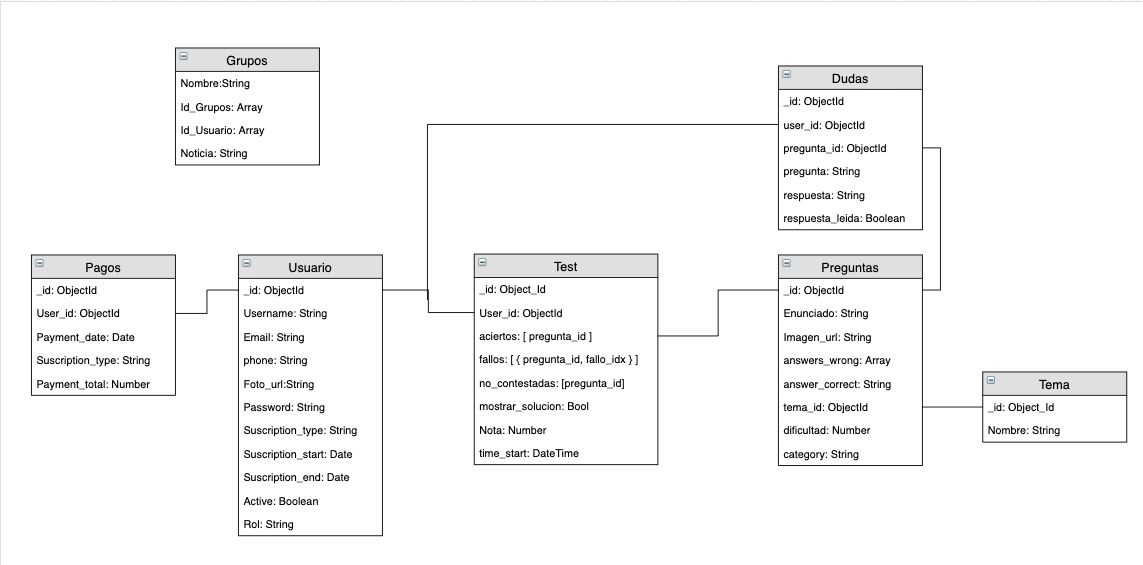 Grupos
Nombre:String
Id_Grupos: Array
Id_Usuario: Array
Noticia: String
Dudas
_id: ObjectId
user_id: ObjectId
pregunta_id: ObjectId
pregunta: String
respuesta: String
respuesta_leida: Boolean
Pagos
_id: ObjectId
User_id: ObjectId
Payment_date: Date
Suscription_type: String
Payment_total: Number
Usuario
_id: ObjectId
Username: String
Email: String
phone: String
Foto_url:String
Password: String
Suscription_type: String
Suscription_start: Date
Suscription_end: Date
Active: Boolean
Rol: String
Test
_id: Object_Id
User_id: ObjectId
aciertos: [ pregunta_id ]
fallos: [ { pregunta_id, fallo_idx } ]
no_contestadas: [pregunta_id]
mostrar_solucion: Bool
Nota: Number
time_start: DateTime
Preguntas
_id: ObjectId
Enunciado: String
Imagen_url: String
answers_wrong: Array
answer_correct: String
tema_id: ObjectId
dificultad: Number
category: String
Tema
_id: Object_Id
Nombre: String